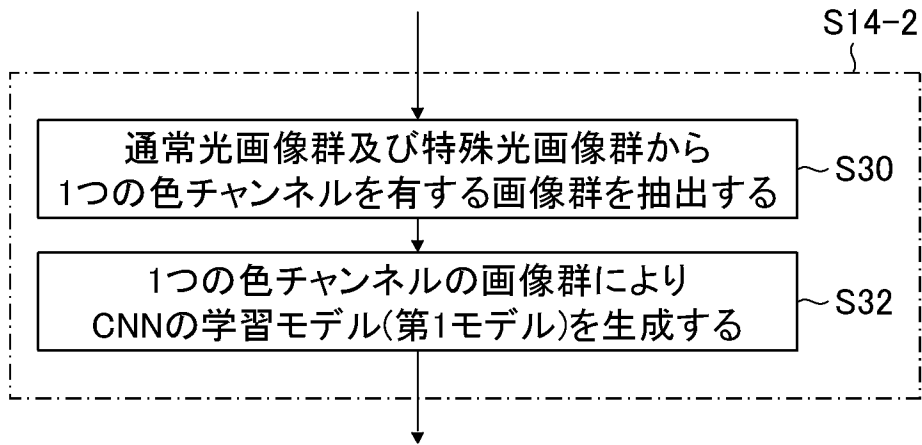 S14-2
通常光画像群及び特殊光画像群から
1つの色チャンネルを有する画像群を抽出する
S30
1つの色チャンネルの画像群により
CNNの学習モデル(第1モデル)を生成する
S32